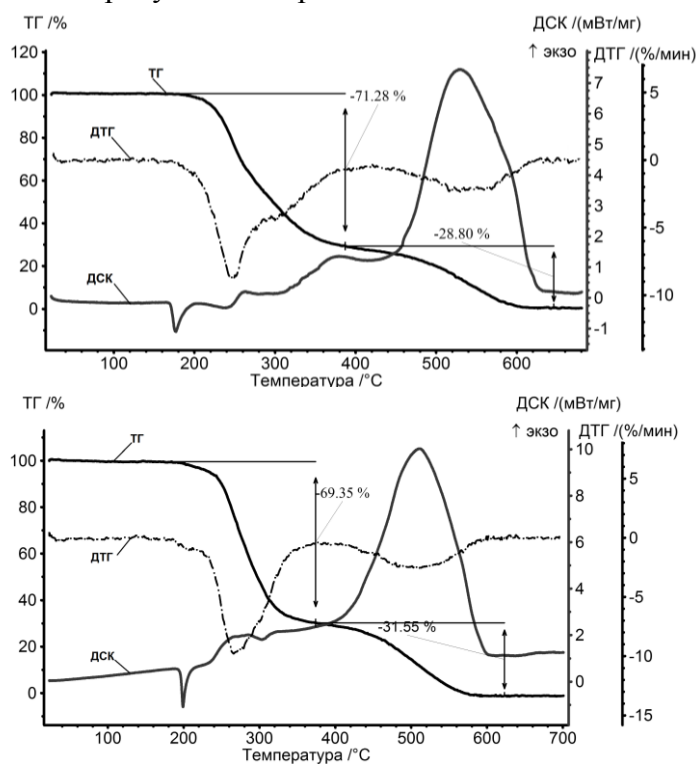 ТГ /%
ДСК /(мВт/мг)
↑ экзо ДТГ /(%/мин)
120
100
80
60
40
20
0
ТГ
ДТГ
ДСК
-71.28 %
-28.80 %
7
6
5
4
3
2
1
0
-1
5
0
-5
-10
100 200 300 400 500 600
Температура /°C
ТГ /%
ДСК /(мВт/мг)
↑ экзо ДТГ /(%/мин)
100
80
60
40
20
0
ТГ
ДТГ
ДСК
-69.35 %
-31.55 %
10
8
6
4
2
0
5
0
-5
-10
-15
100 200 300 400 500 600 700
Температура /°C